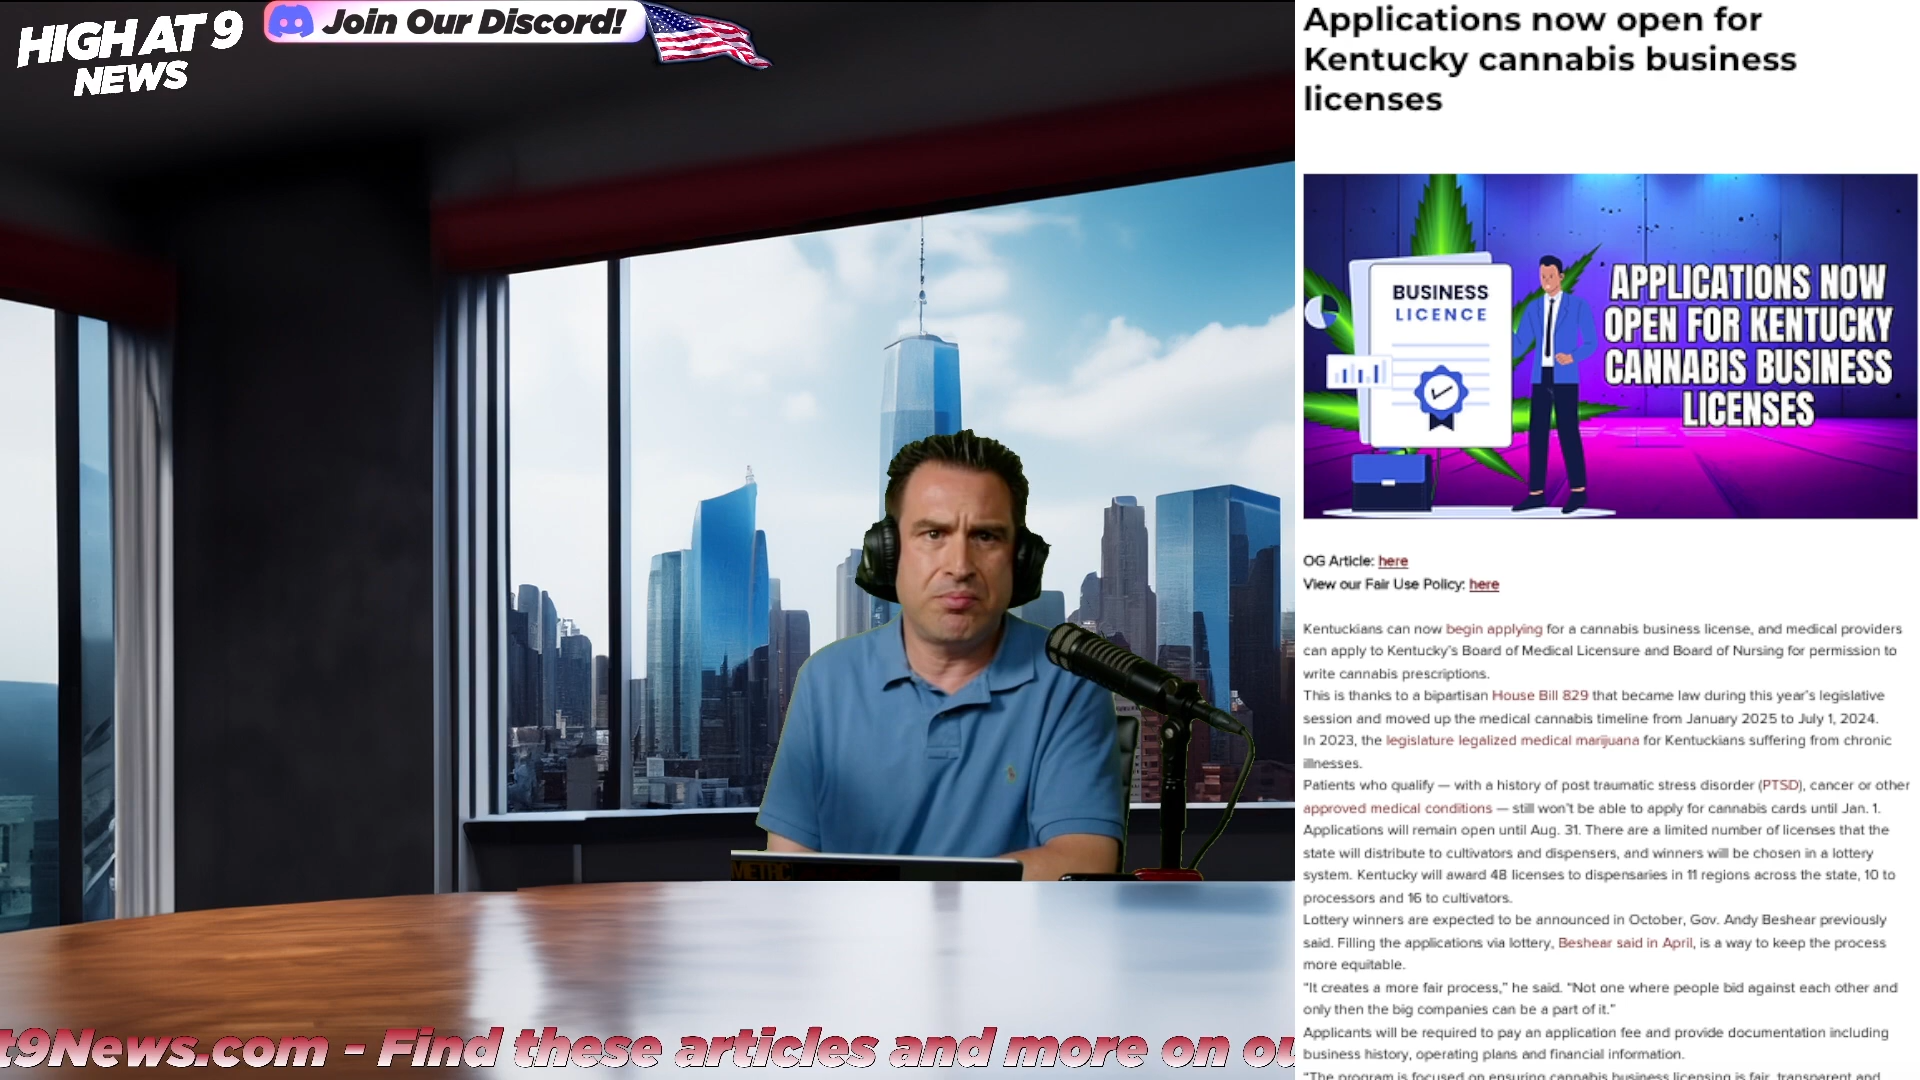 HIGH AT 9
NEWS
Join Our Discord!
t9News.com - Find these articles and more on ou
METRC
Applications now open for
Kentucky cannabis business
licenses
BUSINESS
LICENCE
APPLICATIONS NOW
OPEN FOR KENTUCKY
CANNABIS BUSINESS
LICENSES
OG Article: here
View our Fair Use Policy: here
Kentuckians can now begin applying for a cannabis business license, and medical providers
can apply to Kentucky's Board of Medical Licensure and Board of Nursing for permission to
write cannabis prescriptions.
This is thanks to a bipartisan House Bill 829 that became law during this year's legislative
session and moved up the medical cannabis timeline from January 2025 to July 1, 2024.
In 2023, the legislature legalized medical marijuana for Kentuckians suffering from chronic
illnesses.
Patients who qualify — with a history of post traumatic stress disorder (PTSD), cancer or other
approved medical conditions — still won't be able to apply for cannabis cards until Jan. 1.
Applications will remain open until Aug. 31. There are a limited number of licenses that the
state will distribute to cultivators and dispensers, and winners will be chosen in a lottery
system. Kentucky will award 48 licenses to dispensaries in 11 regions across the state, 10 to
processors and 16 to cultivators.
Lottery winners are expected to be announced in October, Gov. Andy Beshear previously
said. Filling the applications via lottery, Beshear said in April, is a way to keep the process
more equitable.
“It creates a more fair process,” he said. “Not one where people bid against each other and
only then the big companies can be a part of it.”
Applicants will be required to pay an application fee and provide documentation including
business history, operating plans and financial information.
“The program is focused on ensuring cannabis business licensing is fair, transparent and